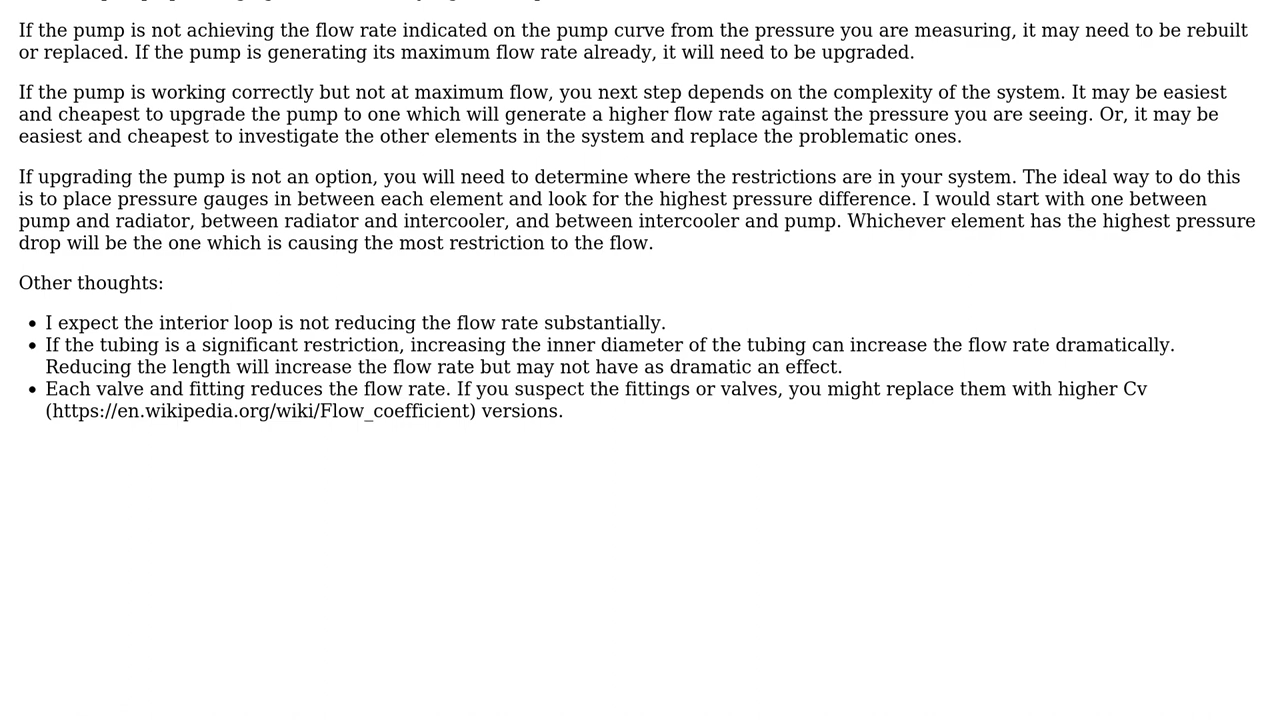 If the pump is not achieving the flow rate indicated on the pump curve from the pressure you are measuring, it may need to be rebuilt
or replaced. If the pump is generating its maximum flow rate already, it will need to be upgraded.
If the pump is working correctly but not at maximum flow, you next step depends on the complexity of the system. It may be easiest
and cheapest to upgrade the pump to one which will generate a higher flow rate against the pressure you are seeing. Or, it may be
easiest and cheapest to investigate the other elements in the system and replace the problematic ones.
If upgrading the pump is not an option, you will need to determine where the restrictions are in your system. The ideal way to do this
is to place pressure gauges in between each element and look for the highest pressure difference. I would start with one between
pump and radiator, between radiator and intercooler, and between intercooler and pump. Whichever element has the highest pressure
drop will be the one which is causing the most restriction to the flow.
Other thoughts:
• I expect the interior loop is not reducing the flow rate substantially.
• If the tubing is a significant restriction, increasing the inner diameter of the tubing can increase the flow rate dramatically.
Reducing the length will increase the flow rate but may not have as dramatic an effect.
• Each valve and fitting reduces the flow rate. If you suspect the fittings or valves, you might replace them with higher Cv
(https://en.wikipedia.org/wiki/Flow_coefficient) versions.